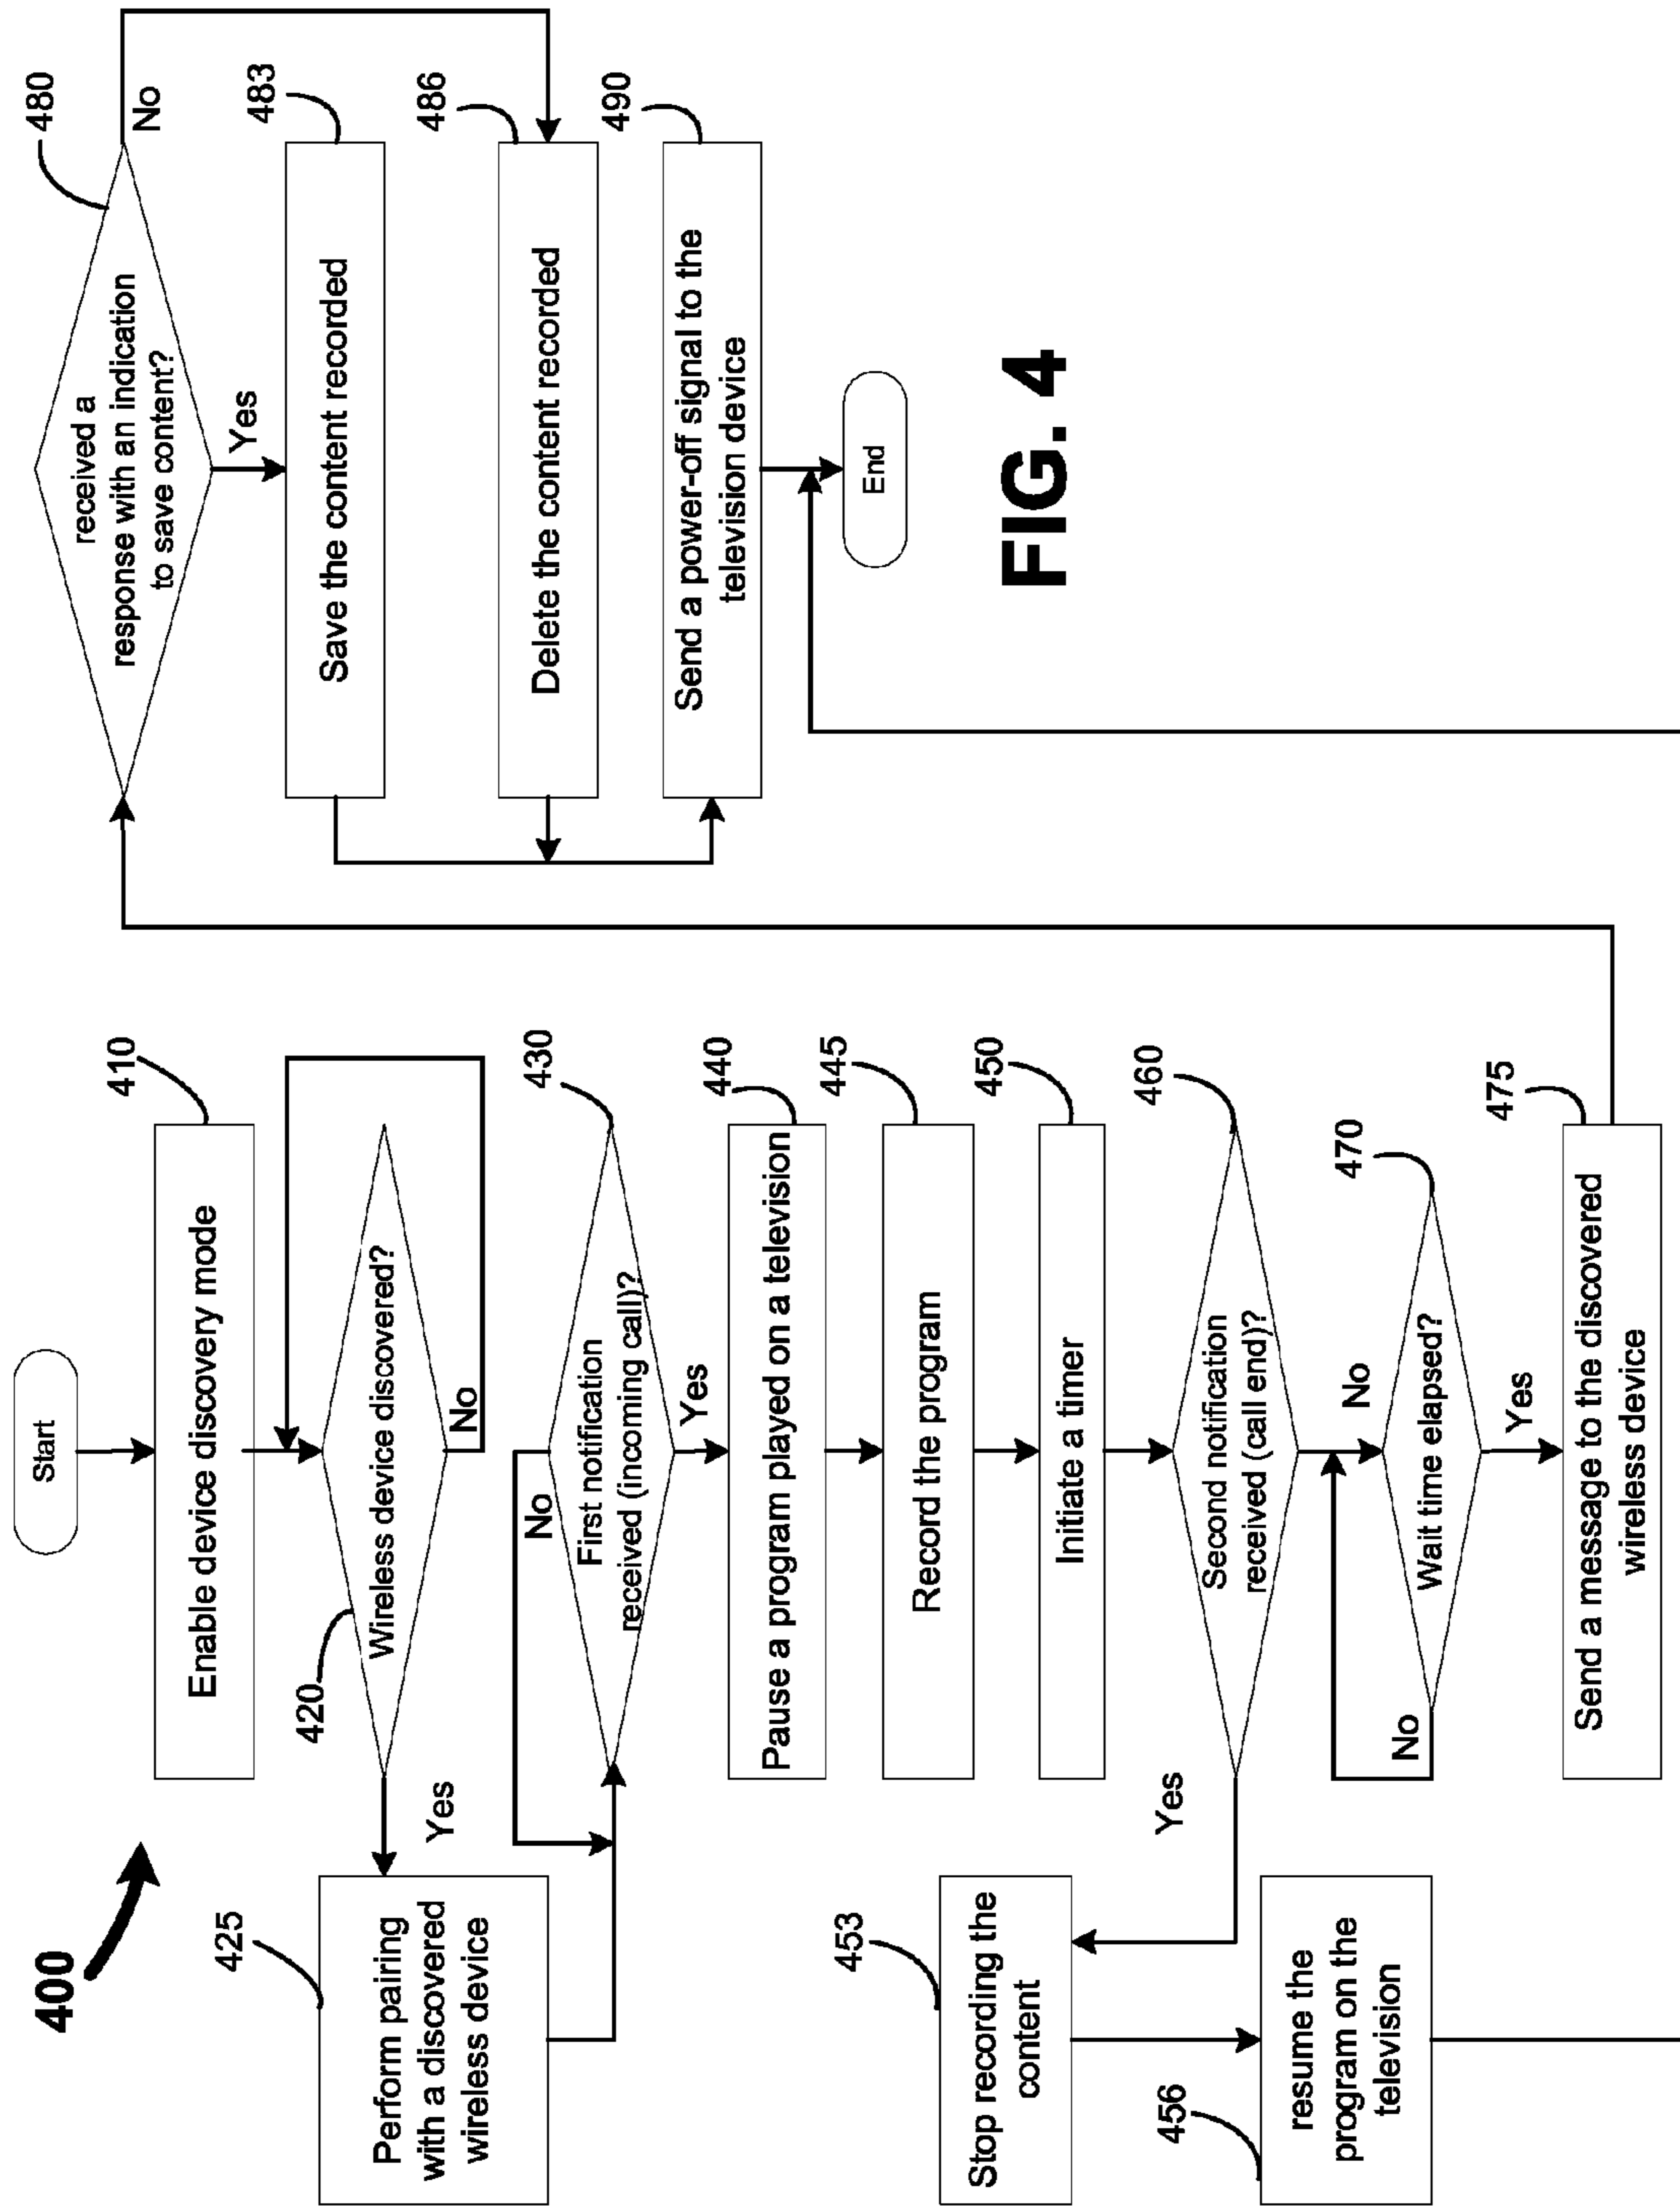 400
Start
410
Enable device discovery mode
420
Wireless device discovered?
No
Yes
425
Perform pairing
with a discovered
wireless device
430
First notification
received (incoming call)?
No
Yes
440
Pause a program played on a television
445
Record the program
450
Initiate a timer
460
Second notification
received (call end)?
Yes
No
453
Stop recording the
content
456
resume the
program on the
television
470
Wait time elapsed?
No
Yes
475
Send a message to the discovered
wireless device
480
received a
response with an indication
to save content?
No
Yes
483
Save the content recorded
486
Delete the content recorded
490
Send a power-off signal to the
television device
End
FIG. 4